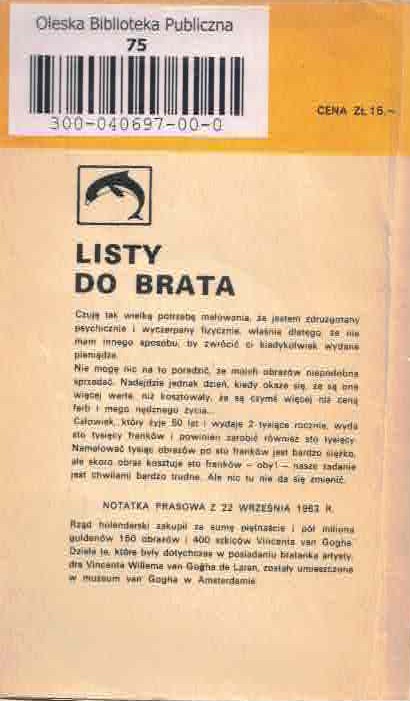 Oleska Biblioteka Publiczna
75
300-040697-00-0
CENA ZŁ 15,-
LISTY
DO BRATA
Czuję tak wielką potrzebę malowania, że jestem zdruzgotany
psychicznie i wyczerpany fizycznie, właśnie dlatego, że nie
mam innego sposobu, by zwrócić ci kiedykolwiek wydane
pieniądze.
Nie mogę nic na to poradzić, że moich obrazów niepodobna
sprzedać. Nadejdzie jednak dzień, kiedy okaże się, że są one
więcej warte, niż kosztowały, że są czymś więcej niż ceną
farb i mego nędznego życia...
Człowiek, który żyje 50 lat i wydaje 2 tysiące rocznie, wyda
sto tysięcy franków i powinien zarobić również sto tysięcy.
Namalować tysiąc obrazów po sto franków jest bardzo ciężko,
ale skoro obraz kosztuje sto franków – oby! – nasze zadanie
jest chwilami bardzo trudne. Ale nic tu nie da się zmienić.
NOTATKA PRASOWA Z 22 WRZEŚNIA 1963 R.
Rząd holenderski zakupił za sumę piętnaście i pół miliona
guldenów 150 obrazów i 400 szkiców Vincenta van Gogha.
Dzieła te, które były dotychczas w posiadaniu bratanka artysty,
dra Vincenta Willema van Gogha de Laren, zostały umieszczone
w muzeum van Gogha w Amsterdamie.